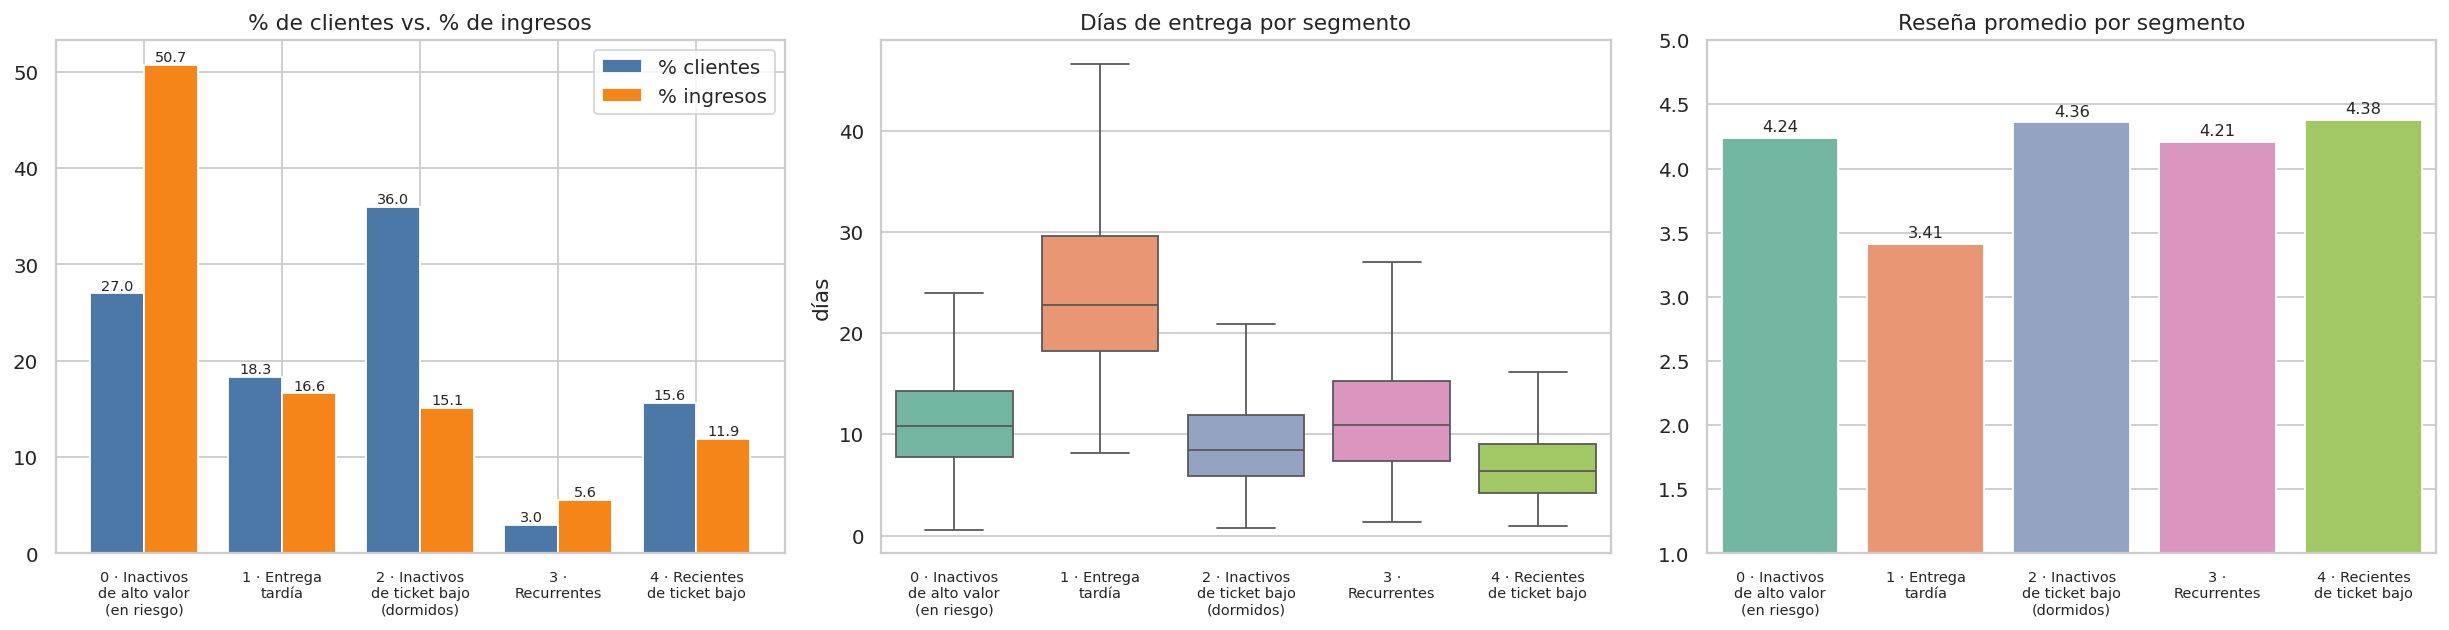 % de clientes vs. % de ingresos
% clientes
% ingresos
50
40
30
20
10
0
27.0
50.7
18.3
16.6
36.0
15.1
3.0
5.6
15.6
11.9
0 · Inactivos
de alto valor
(en riesgo)
1 · Entrega
tardía
2 · Inactivos
de ticket bajo
(dormidos)
3 ·
Recurrentes
4 · Recientes
de ticket bajo
Días de entrega por segmento
días
40
30
20
10
0
0 · Inactivos
de alto valor
(en riesgo)
1 · Entrega
tardía
2 · Inactivos
de ticket bajo
(dormidos)
3 ·
Recurrentes
4 · Recientes
de ticket bajo
Reseña promedio por segmento
5.0
4.5
4.0
3.5
3.0
2.5
2.0
1.5
1.0
4.24
3.41
4.36
4.21
4.38
0 · Inactivos
de alto valor
(en riesgo)
1 · Entrega
tardía
2 · Inactivos
de ticket bajo
(dormidos)
3 ·
Recurrentes
4 · Recientes
de ticket bajo